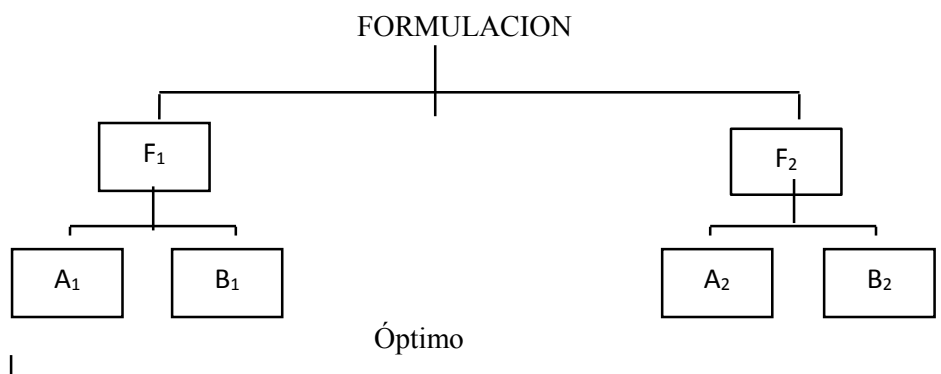 FORMULACION
F₁ F₂
A₁ B₁ A₂ B₂
Óptimo